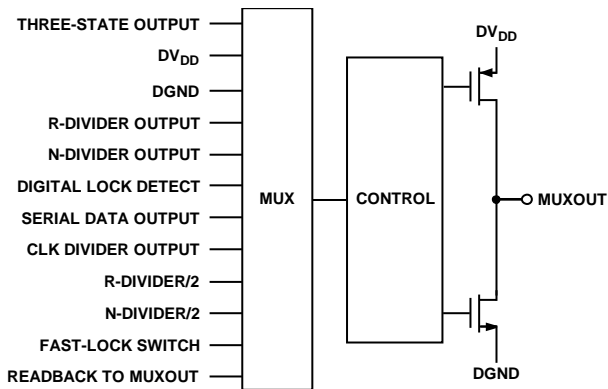 THREE-STATE OUTPUT
DVDD
DGND
R-DIVIDER OUTPUT
N-DIVIDER OUTPUT
DIGITAL LOCK DETECT
SERIAL DATA OUTPUT
CLK DIVIDER OUTPUT
R-DIVIDER/2
N-DIVIDER/2
FAST-LOCK SWITCH
READBACK TO MUXOUT
MUX
CONTROL
DVDD
MUXOUT
DGND